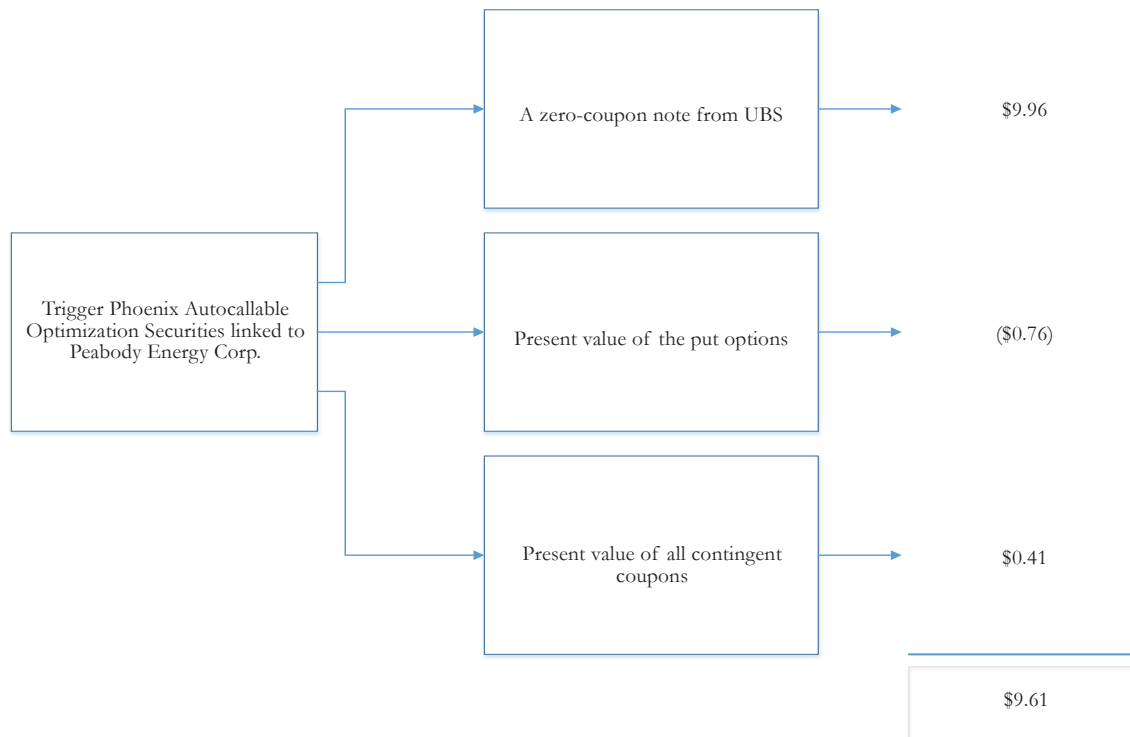 A zero-coupon note from UBS
$9.96
Trigger Phoenix Autocallable
Optimization Securities linked to
Peabody Energy Corp.
Present value of the put options
($0.76)
Present value of all contingent
coupons
$0.41
$9.61